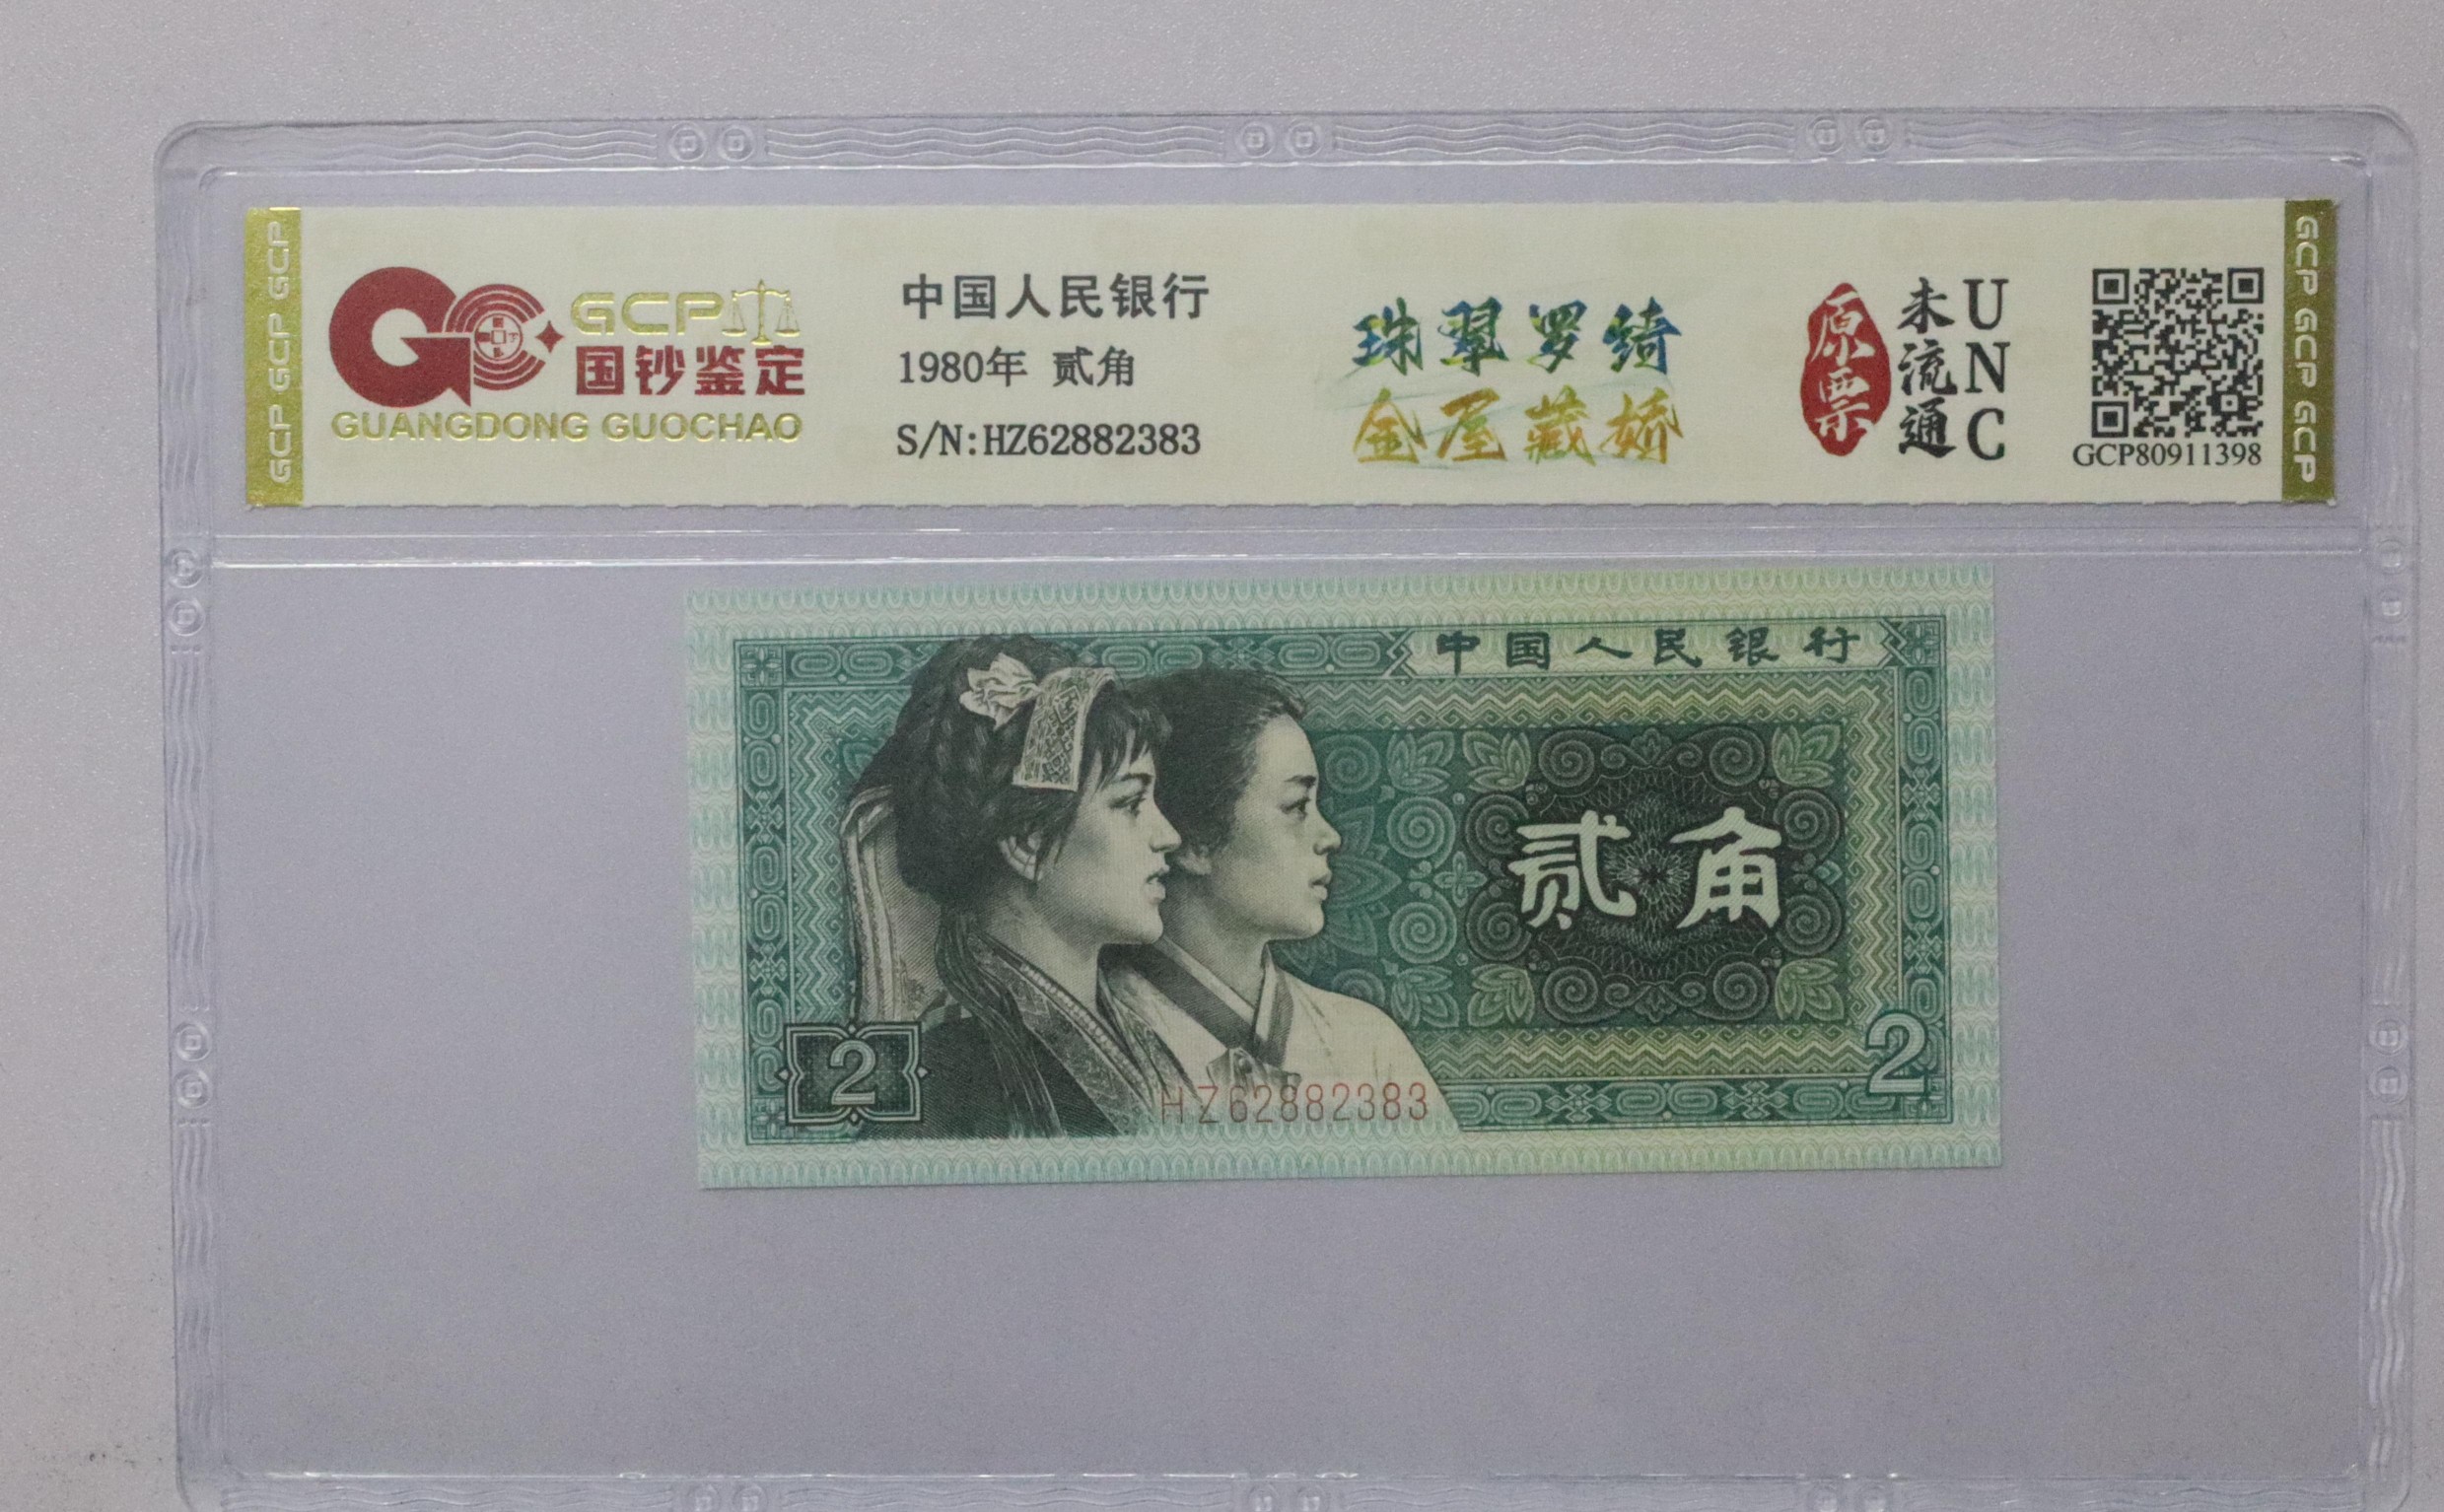 GCP GCP GCP
GCP
国钞鉴定
GUANGDONG GUOCHAO
中国人民银行
1980年 贰角
S/N:HZ62882383
珠翠罗绮
金屋藏娇
原票
未流通
UNC
GCP80911398
GCP GCP GCP
中国人民银行
贰角
2
2
HZ62882383